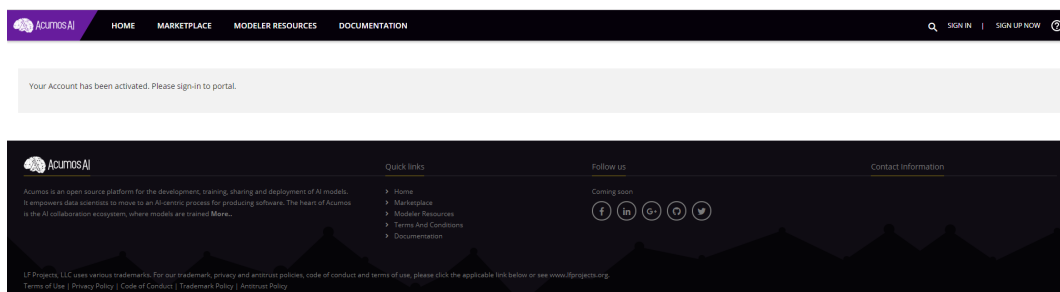 Acumos AI HOME MARKETPLACE MODELER RESOURCES DOCUMENTATION SIGN IN | SIGN UP NOW ?
Your Account has been activated. Please sign-in to portal.
Acumos AI
Acumos is an open source platform for the development, training, sharing and deployment of AI models.
It empowers data scientists to move to an AI-centric process for producing software. The heart of Acumos
is the AI collaboration ecosystem, where models are trained More..
Quick links
> Home
> Marketplace
> Modeler Resources
> Terms And Conditions
> Documentation
Follow us
Coming soon
f in G+
Contact Information
LF Projects, LLC uses various trademarks. For our trademark, privacy and antitrust policies, code of conduct and terms of use, please click the applicable link below or see www.lfprojects.org.
Terms of Use | Privacy Policy | Code of Conduct | Trademark Policy | Antitrust Policy